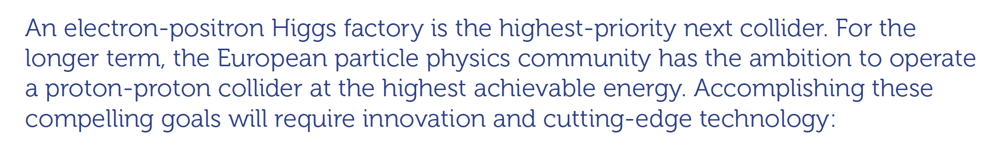 An electron-positron Higgs factory is the highest-priority next collider. For the
longer term, the European particle physics community has the ambition to operate
a proton-proton collider at the highest achievable energy. Accomplishing these
compelling goals will require innovation and cutting-edge technology: